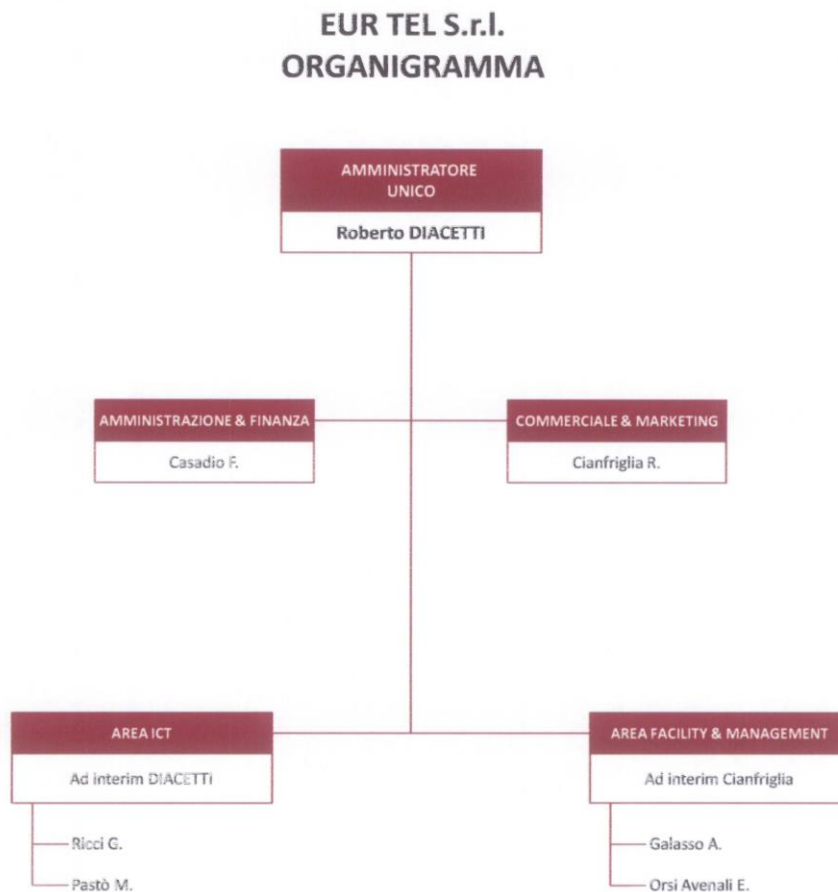 EUR TEL S.r.l.
ORGANIGRAMMA
AMMINISTRATORE
UNICO
Roberto DIACETTI
AMMINISTRAZIONE & FINANZA
Casadio F.
COMMERCIALE & MARKETING
Cianfriglia R.
AREA ICT
Ad interim DIACETTI
Ricci G.
Pastò M.
AREA FACILITY & MANAGEMENT
Ad interim Cianfriglia
Galasso A.
Orsi Avenali E.